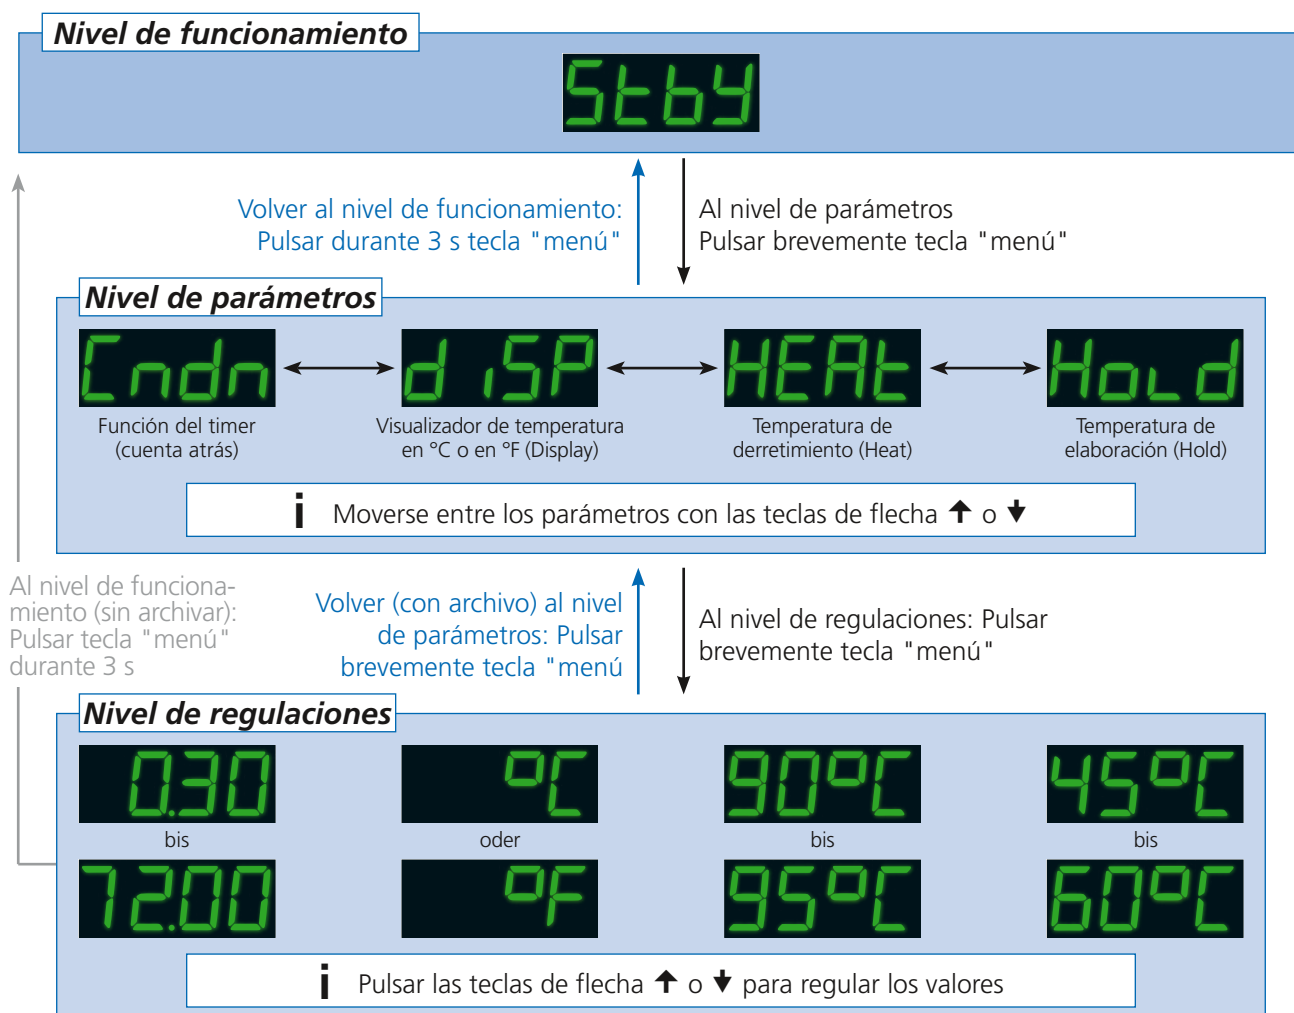 Nivel de funcionamiento
Stby
Volver al nivel de funcionamiento:
Pulsar durante 3 s tecla "menú"
Al nivel de parámetros
Pulsar brevemente tecla "menú"
Nivel de parámetros
Cndn
diSP
HEAt
HoLd
Función del timer
(cuenta atrás)
Visualizador de temperatura
en °C o en °F (Display)
Temperatura de
derretimiento (Heat)
Temperatura de
elaboración (Hold)
i Moverse entre los parámetros con las teclas de flecha ↑ o ↓
Al nivel de funciona-
miento (sin archivar):
Pulsar tecla "menú"
durante 3 s
Volver (con archivo) al nivel
de parámetros: Pulsar
brevemente tecla "menú
Al nivel de regulaciones: Pulsar
brevemente tecla "menú"
Nivel de regulaciones
0.30
°C
90°C
45°C
bis
oder
bis
bis
72.00
°F
95°C
60°C
i Pulsar las teclas de flecha ↑ o ↓ para regular los valores